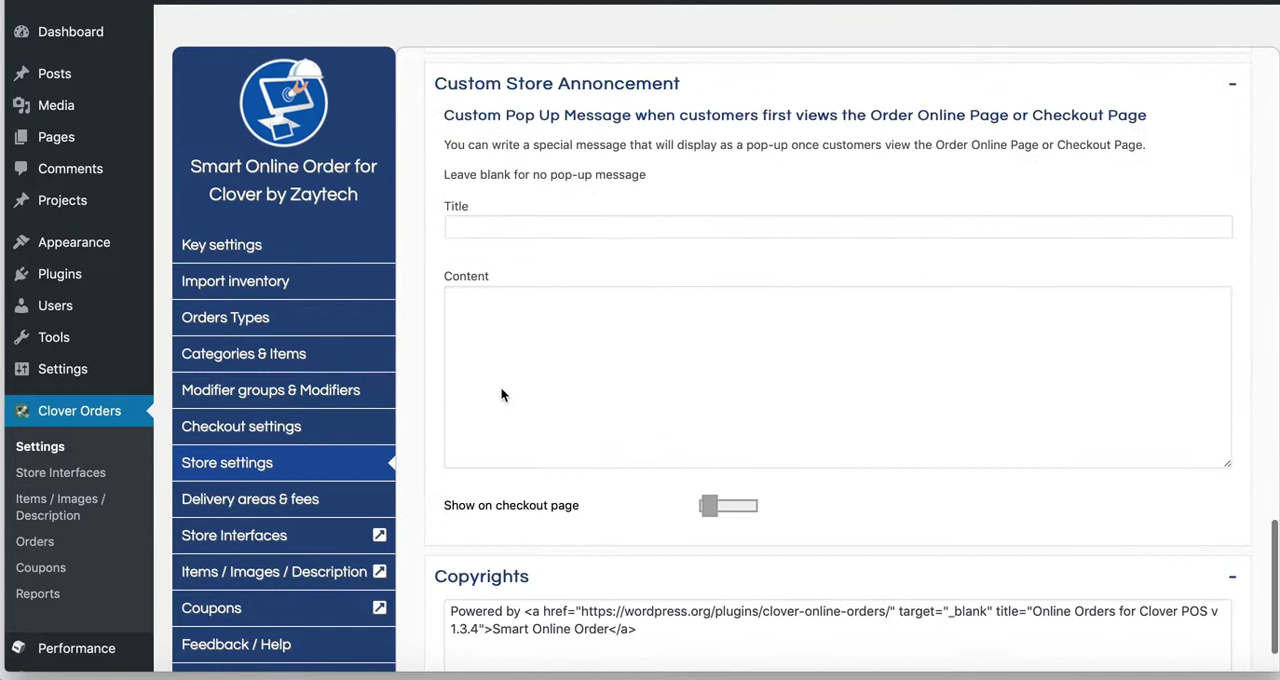 Dashboard
Posts
Media
Pages
Comments
Projects
Appearance
Plugins
Users
Tools
Settings
Clover Orders
Settings
Store Interfaces
Items / Images /
Description
Orders
Coupons
Reports
Performance
Smart Online Order for
Clover by Zaytech
Key settings
Import inventory
Orders Types
Categories & Items
Modifier groups & Modifiers
Checkout settings
Store settings
Delivery areas & fees
Store Interfaces
Items / Images / Description
Coupons
Feedback / Help
Custom Store Annoncement
Custom Pop Up Message when customers first views the Order Online Page or Checkout Page
You can write a special message that will display as a pop-up once customers view the Order Online Page or Checkout Page.
Leave blank for no pop-up message
Title
Content
Show on checkout page
Copyrights
Powered by <a href="https://wordpress.org/plugins/clover-online-orders/" target="_blank" title="Online Orders for Clover POS v
1.3.4">Smart Online Order</a>